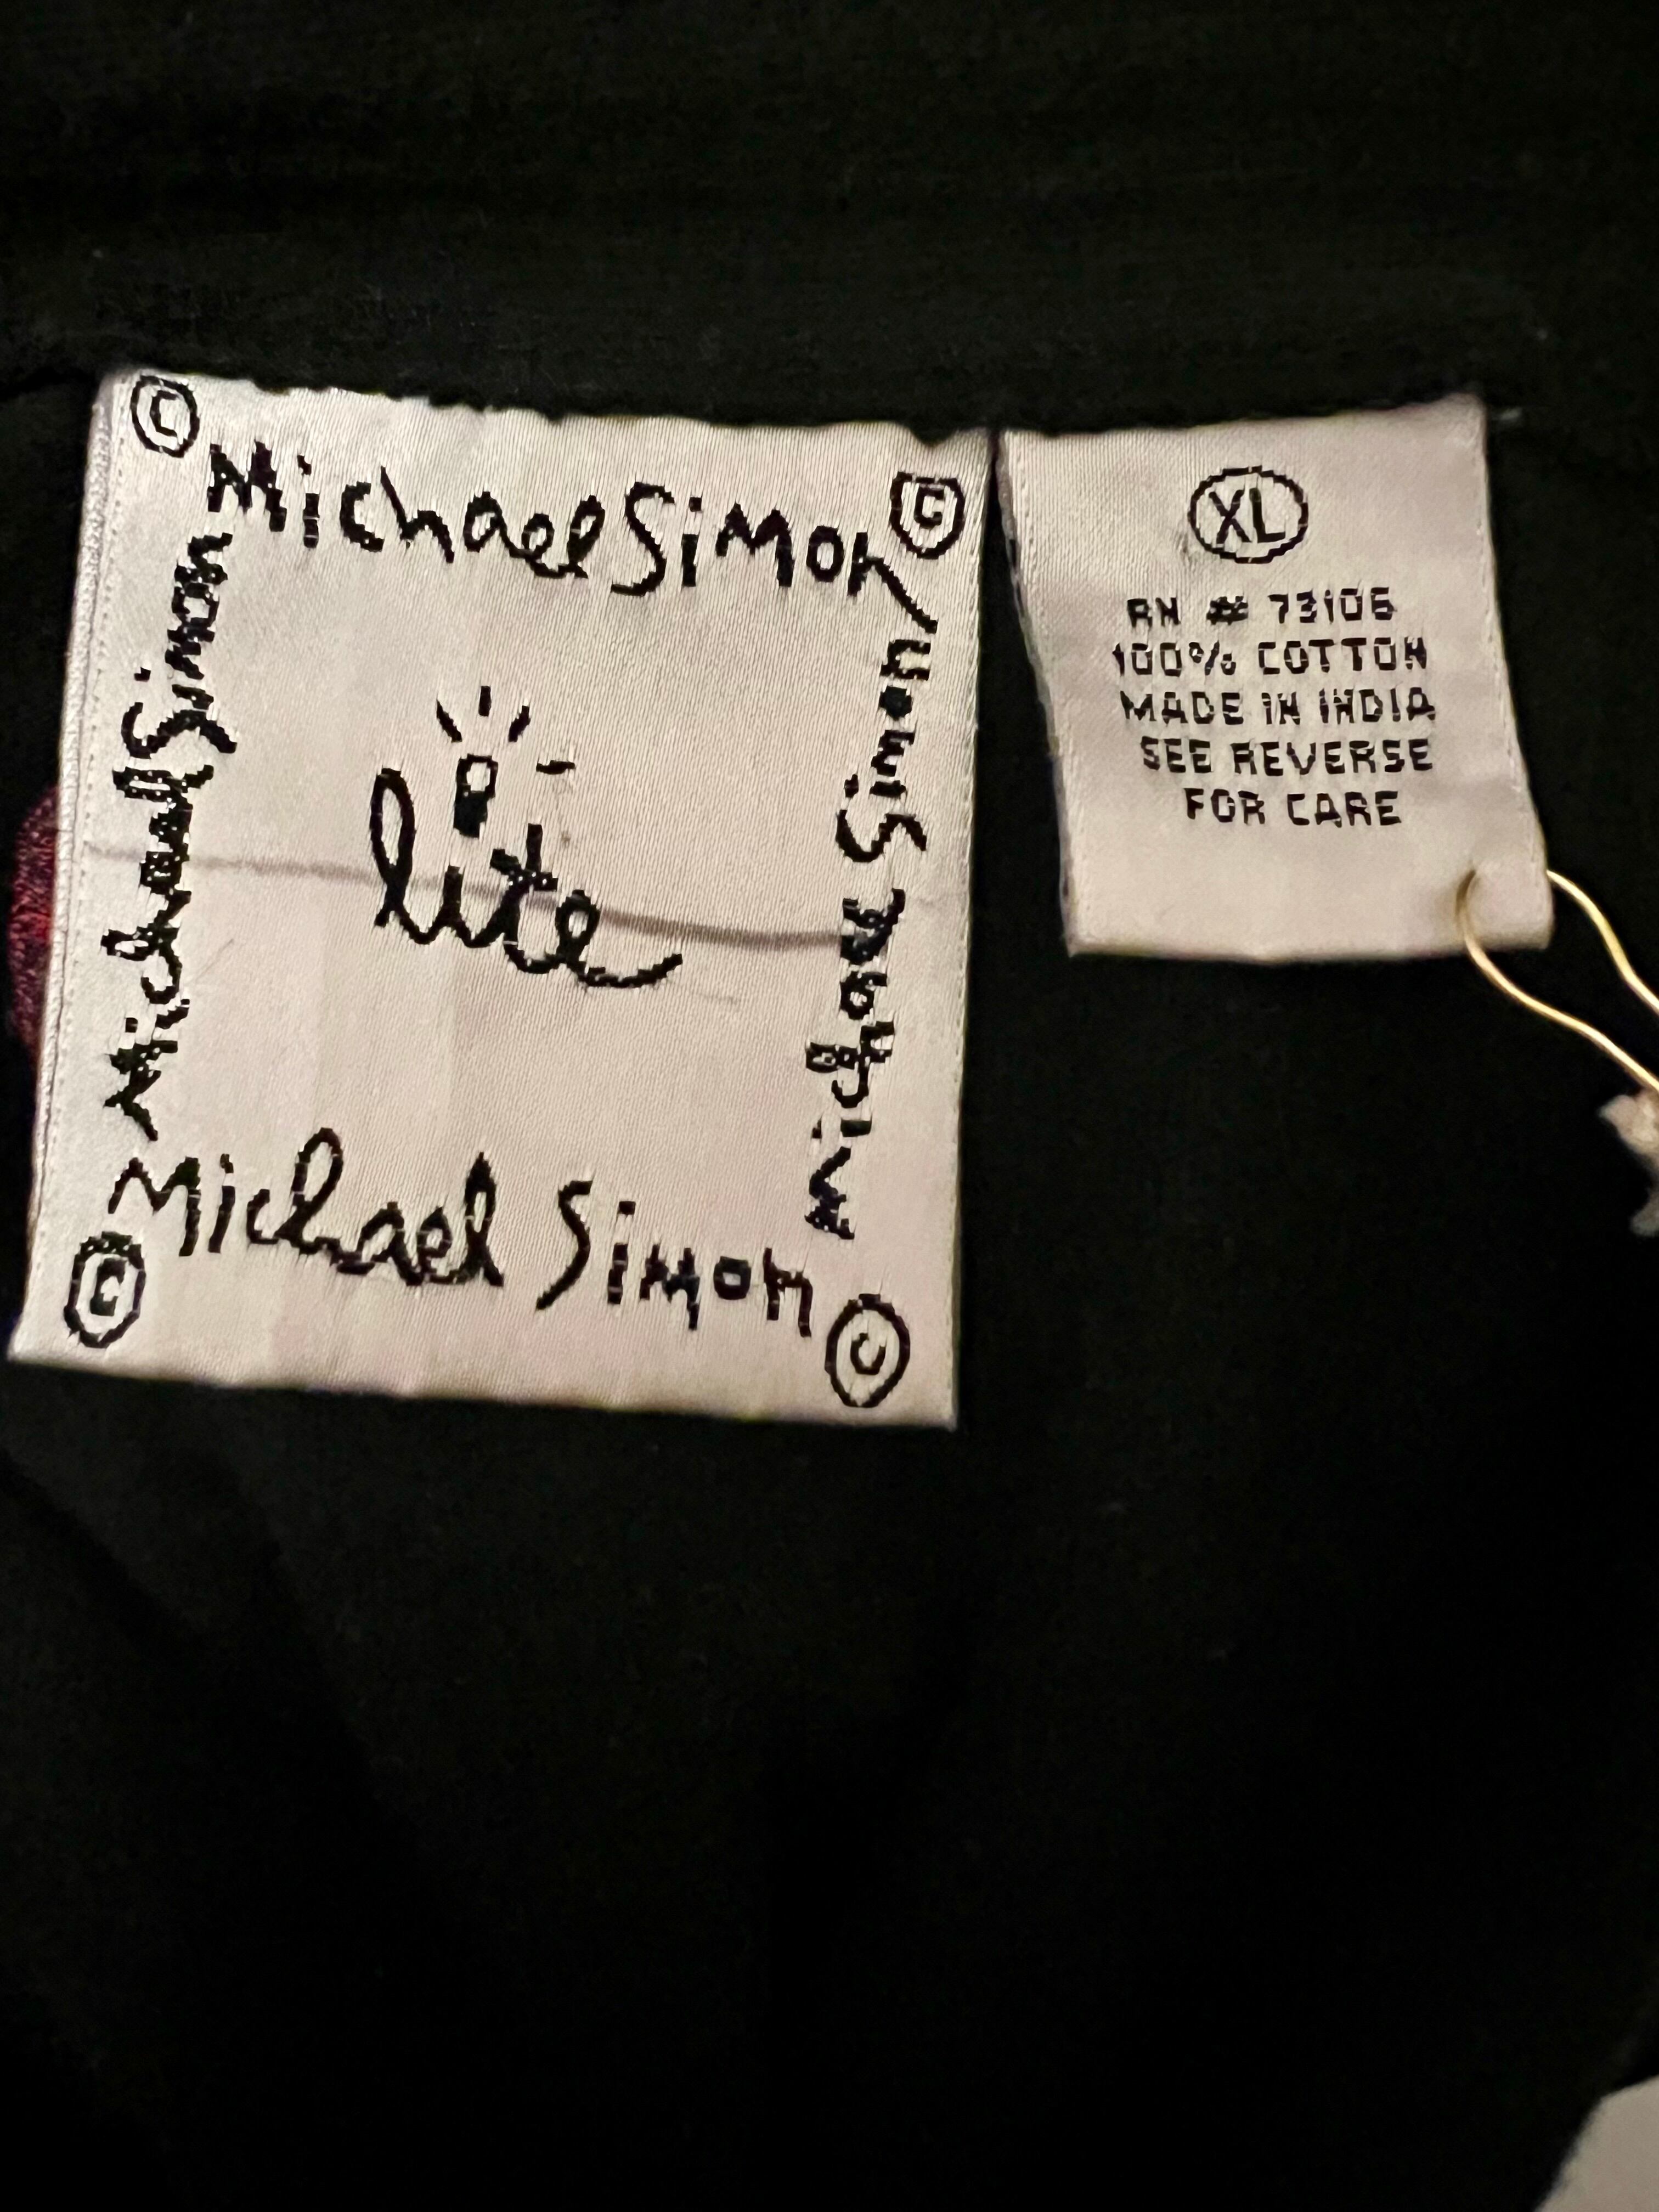 © Michael Simon ©
Michael Simon
Michael Simon
lite
Michael Simon
© ©
XL
RN # 73106
100% COTTON
MADE IN INDIA
SEE REVERSE
FOR CARE